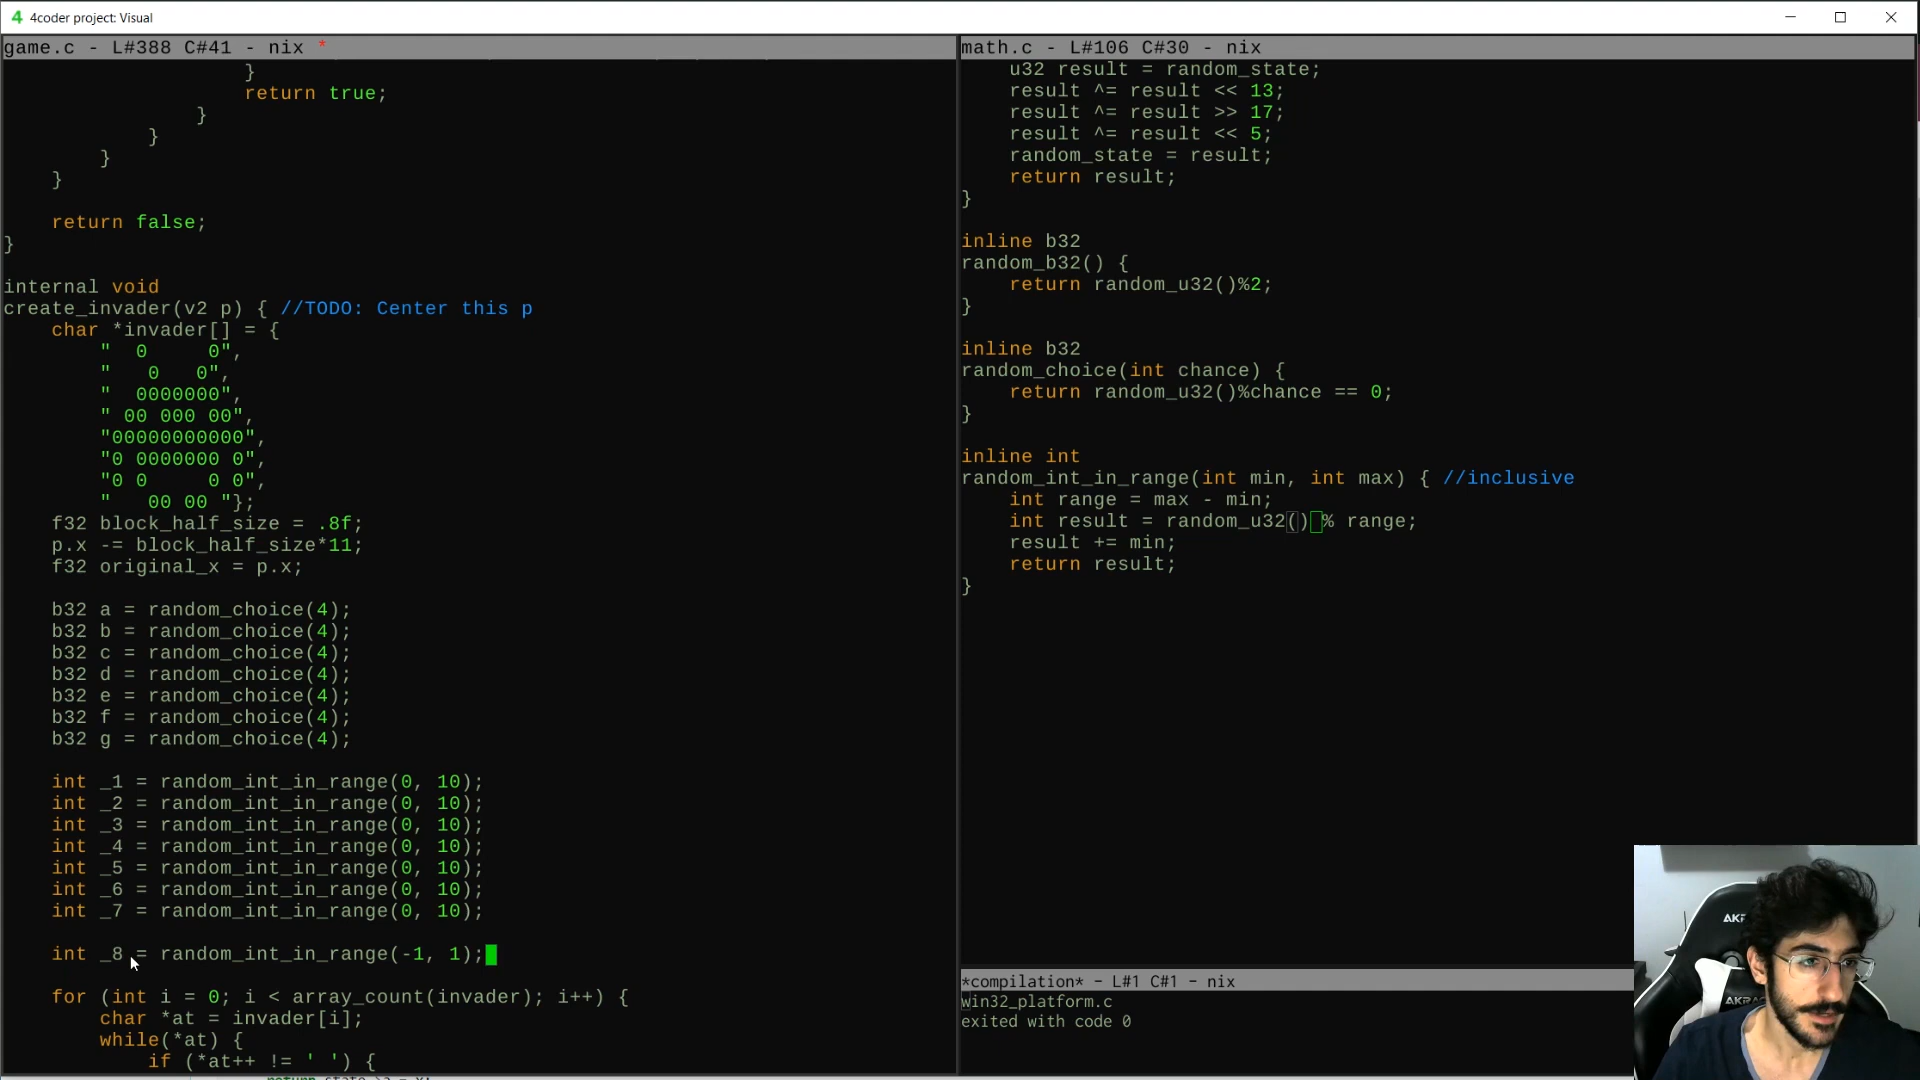 4 4coder project: Visual
game.c - L#388 C#41 - nix *
}
return true;
}
}
}
}
return false;
}
internal void
create_invader(v2 p) { //TODO: Center this p
char *invader[] = {
"  0     0",
"   0   0",
"  0000000",
" 00 000 00",
"00000000000",
"0 0000000 0",
"0 0     0 0",
"   00 00 "};
f32 block_half_size = .8f;
p.x -= block_half_size*11;
f32 original_x = p.x;
b32 a = random_choice(4);
b32 b = random_choice(4);
b32 c = random_choice(4);
b32 d = random_choice(4);
b32 e = random_choice(4);
b32 f = random_choice(4);
b32 g = random_choice(4);
int _1 = random_int_in_range(0, 10);
int _2 = random_int_in_range(0, 10);
int _3 = random_int_in_range(0, 10);
int _4 = random_int_in_range(0, 10);
int _5 = random_int_in_range(0, 10);
int _6 = random_int_in_range(0, 10);
int _7 = random_int_in_range(0, 10);
int _8 = random_int_in_range(-1, 1);
for (int i = 0; i < array_count(invader); i++) {
char *at = invader[i];
while(*at) {
if (*at++ != ' ') {
math.c - L#106 C#30 - nix
u32 result = random_state;
result ^= result << 13;
result ^= result >> 17;
result ^= result << 5;
random_state = result;
return result;
}
inline b32
random_b32() {
return random_u32()%2;
}
inline b32
random_choice(int chance) {
return random_u32()%chance == 0;
}
inline int
random_int_in_range(int min, int max) { //inclusive
int range = max - min;
int result = random_u32() % range;
result += min;
return result;
}
*compilation* - L#1 C#1 - nix
win32_platform.c
exited with code 0